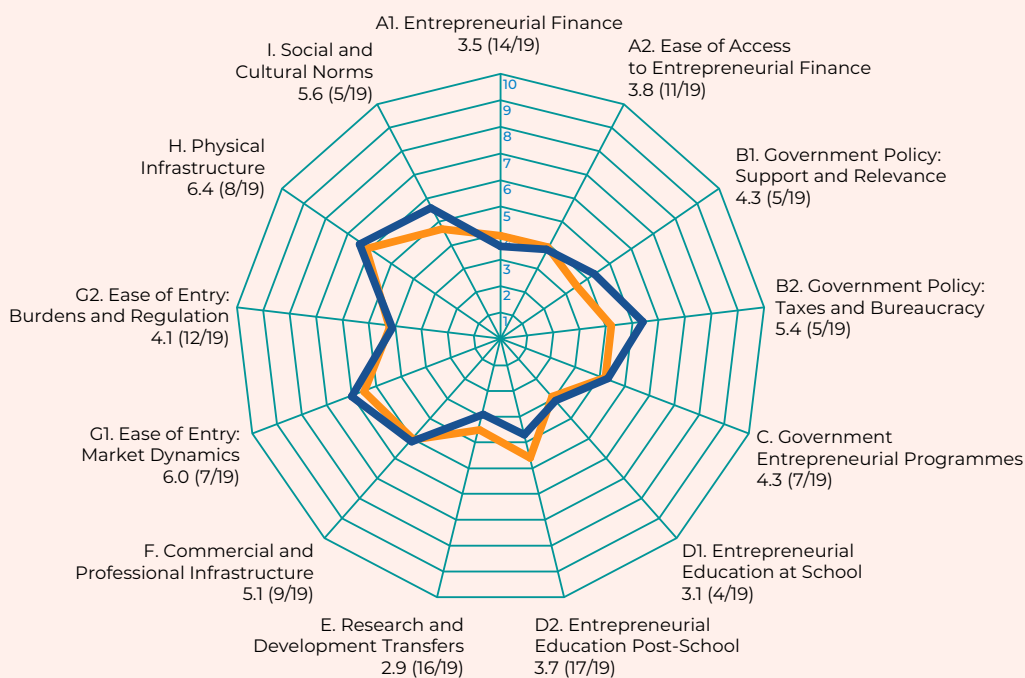 A1. Entrepreneurial Finance
3.5 (14/19)
A2. Ease of Access
to Entrepreneurial Finance
3.8 (11/19)
B1. Government Policy:
Support and Relevance
4.3 (5/19)
B2. Government Policy:
Taxes and Bureaucracy
5.4 (5/19)
C. Government
Entrepreneurial Programmes
4.3 (7/19)
D1. Entrepreneurial
Education at School
3.1 (4/19)
D2. Entrepreneurial
Education Post-School
3.7 (17/19)
E. Research and
Development Transfers
2.9 (16/19)
F. Commercial and
Professional Infrastructure
5.1 (9/19)
G1. Ease of Entry:
Market Dynamics
6.0 (7/19)
G2. Ease of Entry:
Burdens and Regulation
4.1 (12/19)
H. Physical
Infrastructure
6.4 (8/19)
I. Social and
Cultural Norms
5.6 (5/19)
10
9
8
7
6
5
3
2
1